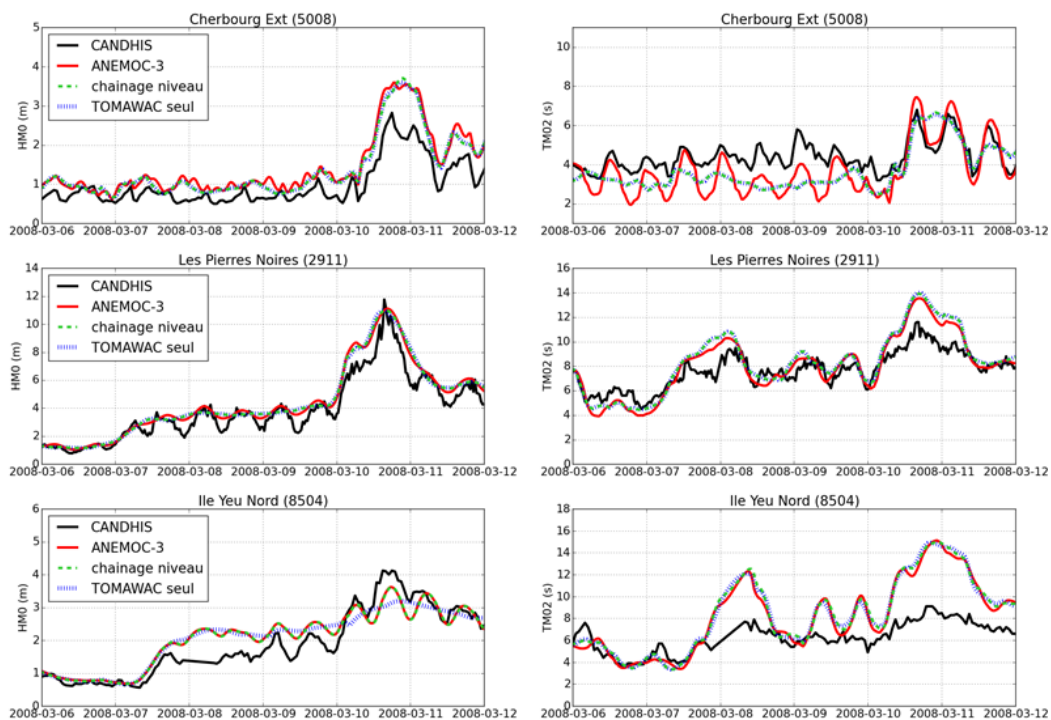 Cherbourg Ext (5008)
HM0 (m)
5
4
3
2
1
0
CANDHIS
ANEMOC-3
chainage niveau
TOMAWAC seul
2008-03-06 2008-03-07 2008-03-08 2008-03-09 2008-03-10 2008-03-11 2008-03-12
Cherbourg Ext (5008)
TM02 (s)
10
8
6
4
2
2008-03-06 2008-03-07 2008-03-08 2008-03-09 2008-03-10 2008-03-11 2008-03-12
Les Pierres Noires (2911)
HM0 (m)
14
12
10
8
6
4
2
0
CANDHIS
ANEMOC-3
chainage niveau
TOMAWAC seul
2008-03-06 2008-03-07 2008-03-08 2008-03-09 2008-03-10 2008-03-11 2008-03-12
Les Pierres Noires (2911)
TM02 (s)
16
14
12
10
8
6
4
2
0
2008-03-06 2008-03-07 2008-03-08 2008-03-09 2008-03-10 2008-03-11 2008-03-12
Ile Yeu Nord (8504)
HM0 (m)
6
5
4
3
2
1
0
CANDHIS
ANEMOC-3
chainage niveau
TOMAWAC seul
2008-03-06 2008-03-07 2008-03-08 2008-03-09 2008-03-10 2008-03-11 2008-03-12
Ile Yeu Nord (8504)
TM02 (s)
18
16
14
12
10
8
6
4
2
0
2008-03-06 2008-03-07 2008-03-08 2008-03-09 2008-03-10 2008-03-11 2008-03-12